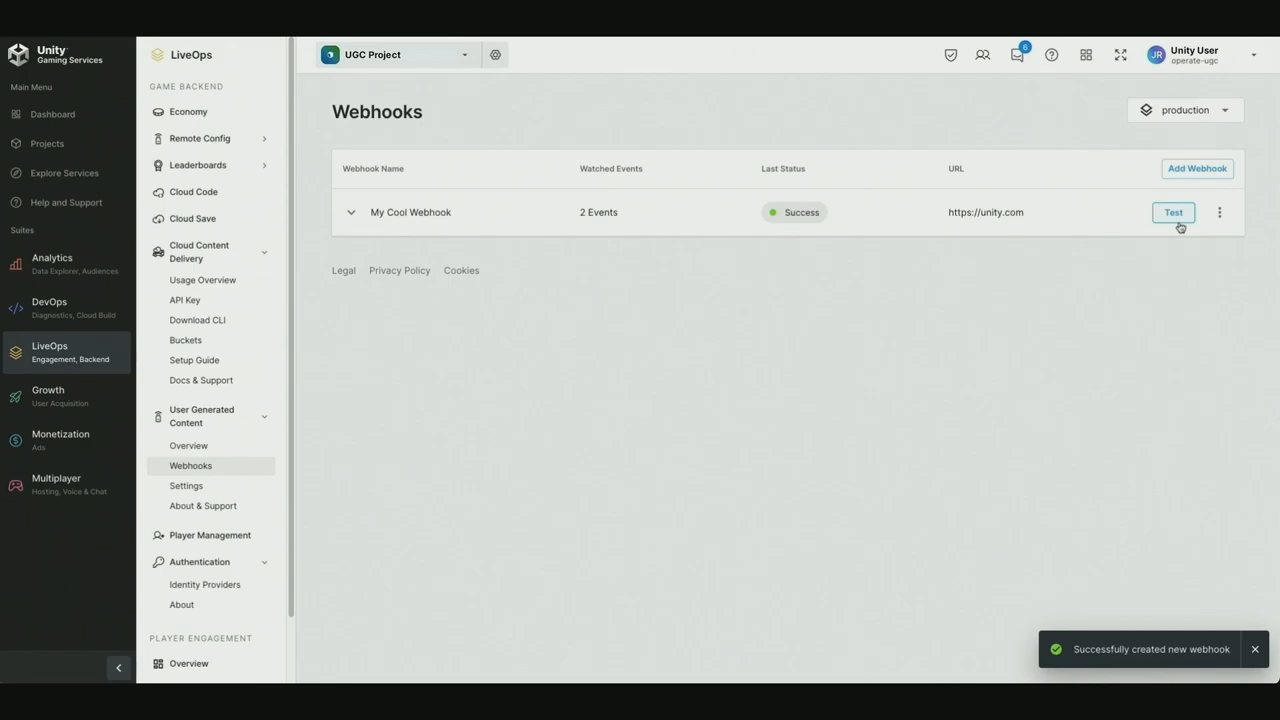 Unity
Gaming Services
Main Menu
Dashboard
Projects
Explore Services
Help and Support
Suites
Analytics
Data Explorer, Audiences
DevOps
Diagnostics, Cloud Build
LiveOps
Engagement, Backend
Growth
User Acquisition
Monetization
Ads
Multiplayer
Hosting, Voice & Chat
LiveOps
GAME BACKEND
Economy
Remote Config
Leaderboards
Cloud Code
Cloud Save
Cloud Content
Delivery
Usage Overview
API Key
Download CLI
Buckets
Setup Guide
Docs & Support
User Generated
Content
Overview
Webhooks
Settings
About & Support
Player Management
Authentication
Identity Providers
About
PLAYER ENGAGEMENT
Overview
UGC Project
6
JR
Unity User
operate-ugc
Webhooks
production
Webhook Name Watched Events Last Status URL Add Webhook
My Cool Webhook 2 Events Success https://unity.com Test
Legal Privacy Policy Cookies
Successfully created new webhook